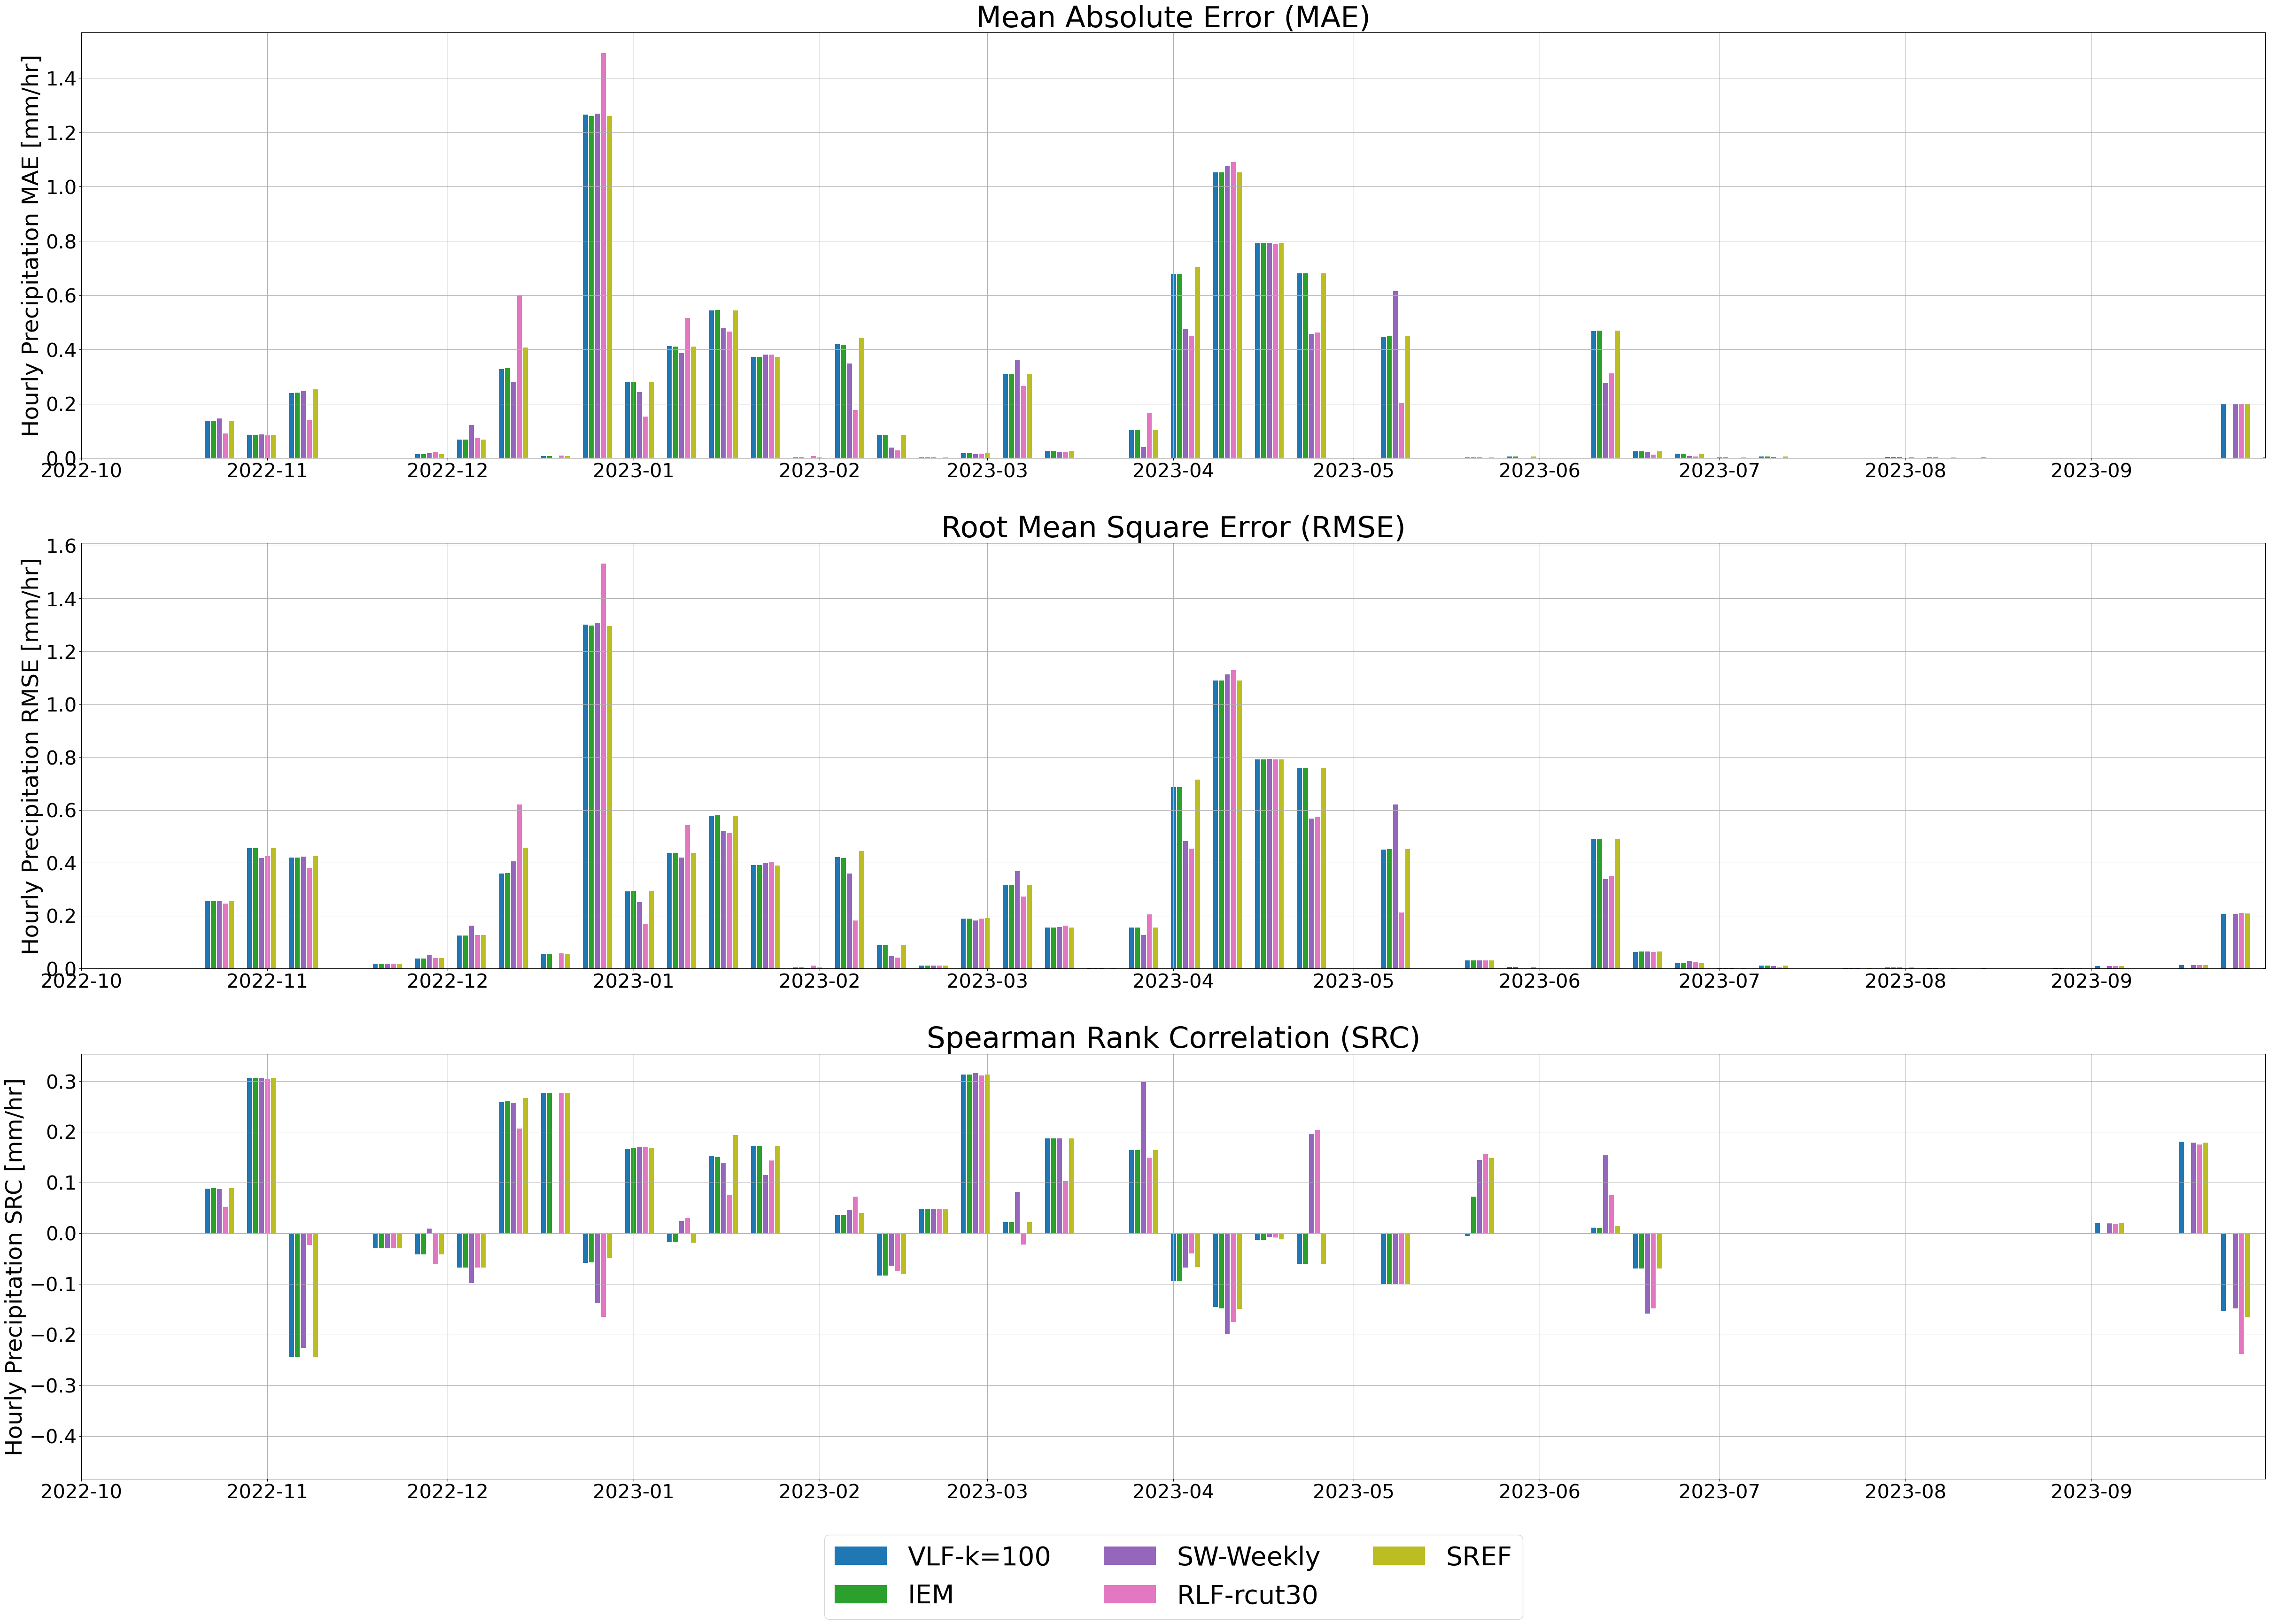 Mean Absolute Error (MAE)
Hourly Precipitation MAE [mm/hr]
1.4
1.2
1.0
0.8
0.6
0.4
0.2
0.0
2022-10 2022-11 2022-12 2023-01 2023-02 2023-03 2023-04 2023-05 2023-06 2023-07 2023-08 2023-09
Root Mean Square Error (RMSE)
Hourly Precipitation RMSE [mm/hr]
1.6
1.4
1.2
1.0
0.8
0.6
0.4
0.2
0.0
2022-10 2022-11 2022-12 2023-01 2023-02 2023-03 2023-04 2023-05 2023-06 2023-07 2023-08 2023-09
Spearman Rank Correlation (SRC)
Hourly Precipitation SRC [mm/hr]
0.3
0.2
0.1
0.0
−0.1
−0.2
−0.3
−0.4
2022-10 2022-11 2022-12 2023-01 2023-02 2023-03 2023-04 2023-05 2023-06 2023-07 2023-08 2023-09
VLF-k=100 SW-Weekly SREF
IEM RLF-rcut30